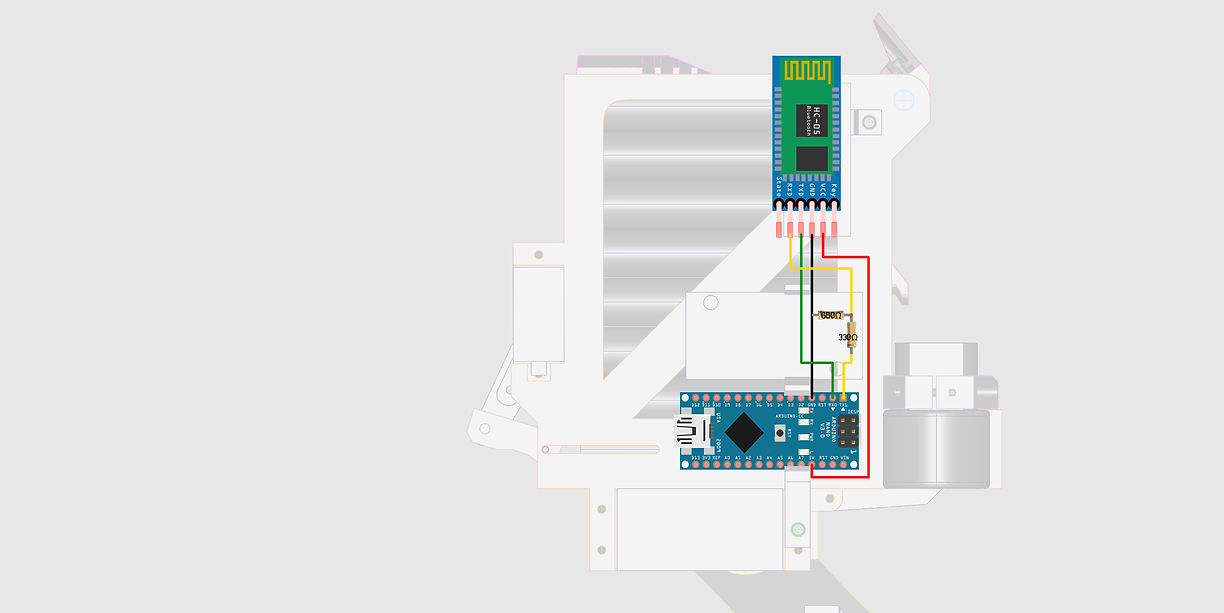 HC-05
Bluetooth
State RXD TXD GND VCC Key
680Ω
330Ω
D12 D11 D10 D9 D8 D7 D6 D5 D4 D3 D2 GND RST RX0 TX1
USA
2009
ARDUINO.CC
RST
ICSP
ARDUINO
NANO
V3.0
1
D13 3V3 REF A0 A1 A2 A3 A4 A5 A6 A7 5V RST GND VIN